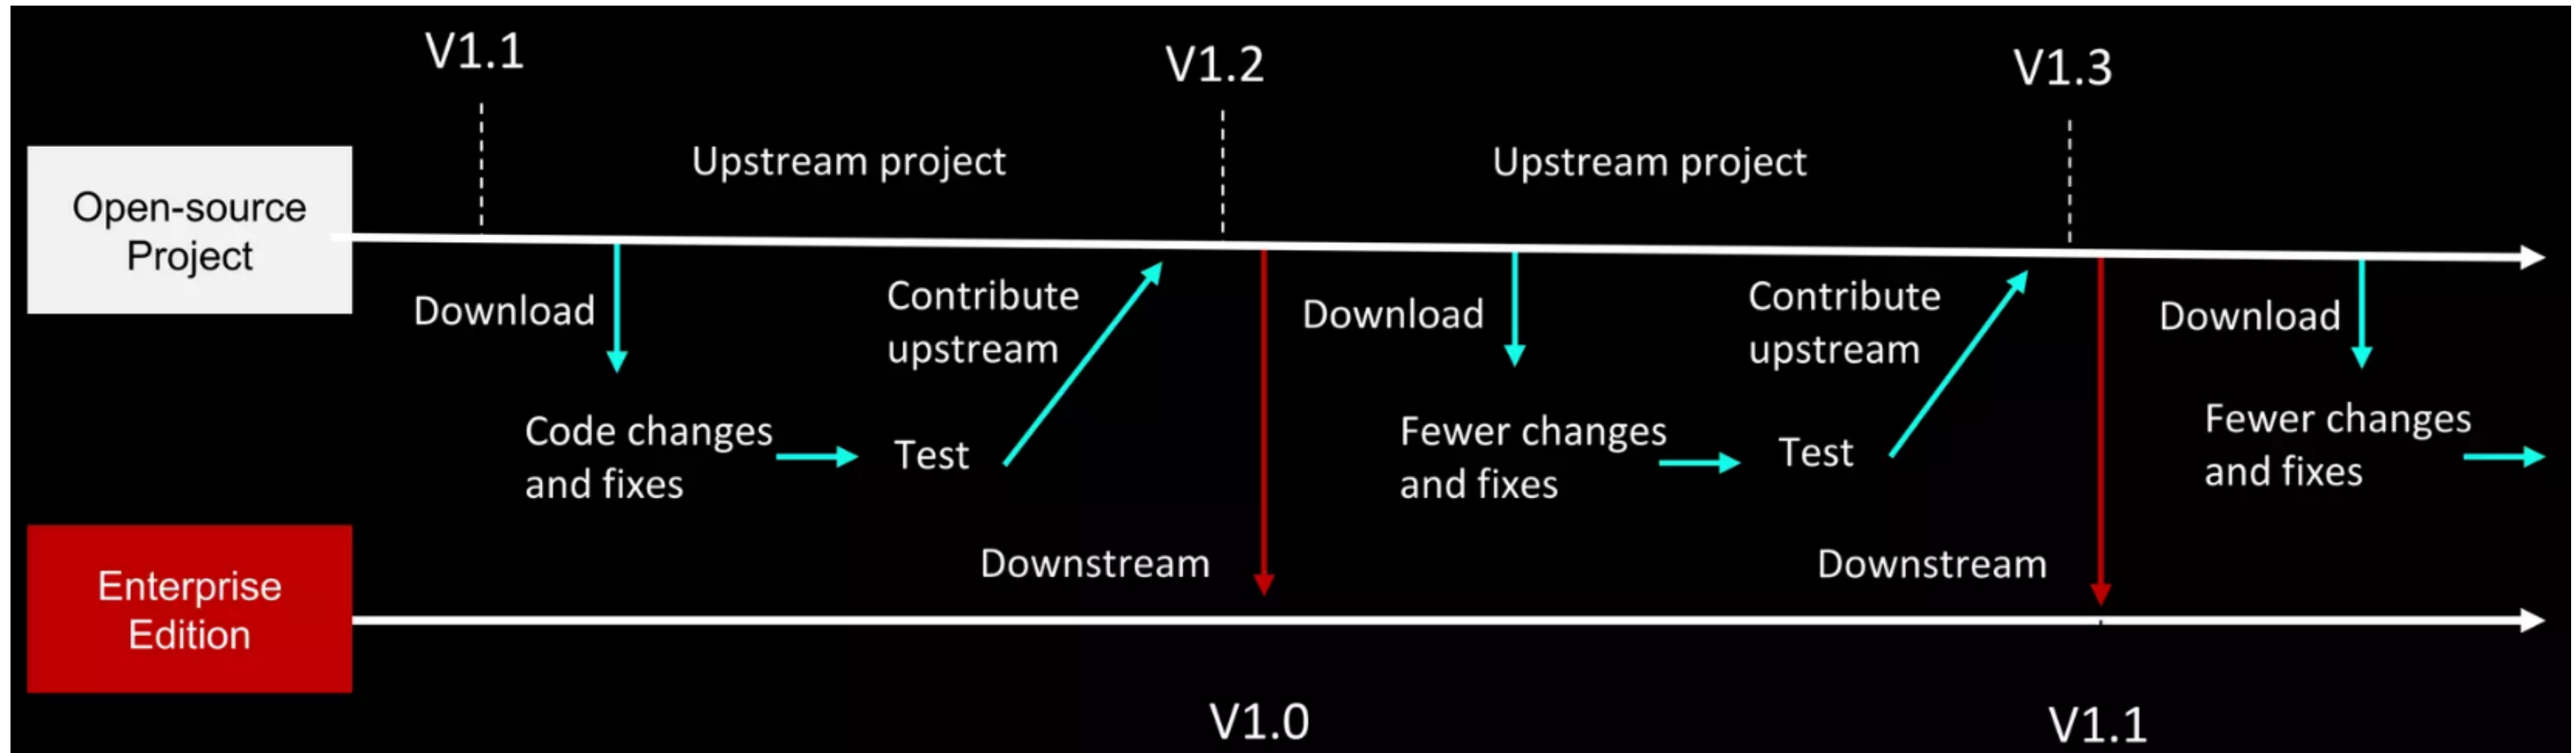 V1.1
V1.2
V1.3
Upstream project
Upstream project
Open-source
Project
Download
Contribute
upstream
Download
Contribute
upstream
Download
Code changes
and fixes
Test
Fewer changes
and fixes
Test
Fewer changes
and fixes
Downstream
Downstream
Enterprise
Edition
V1.0
V1.1